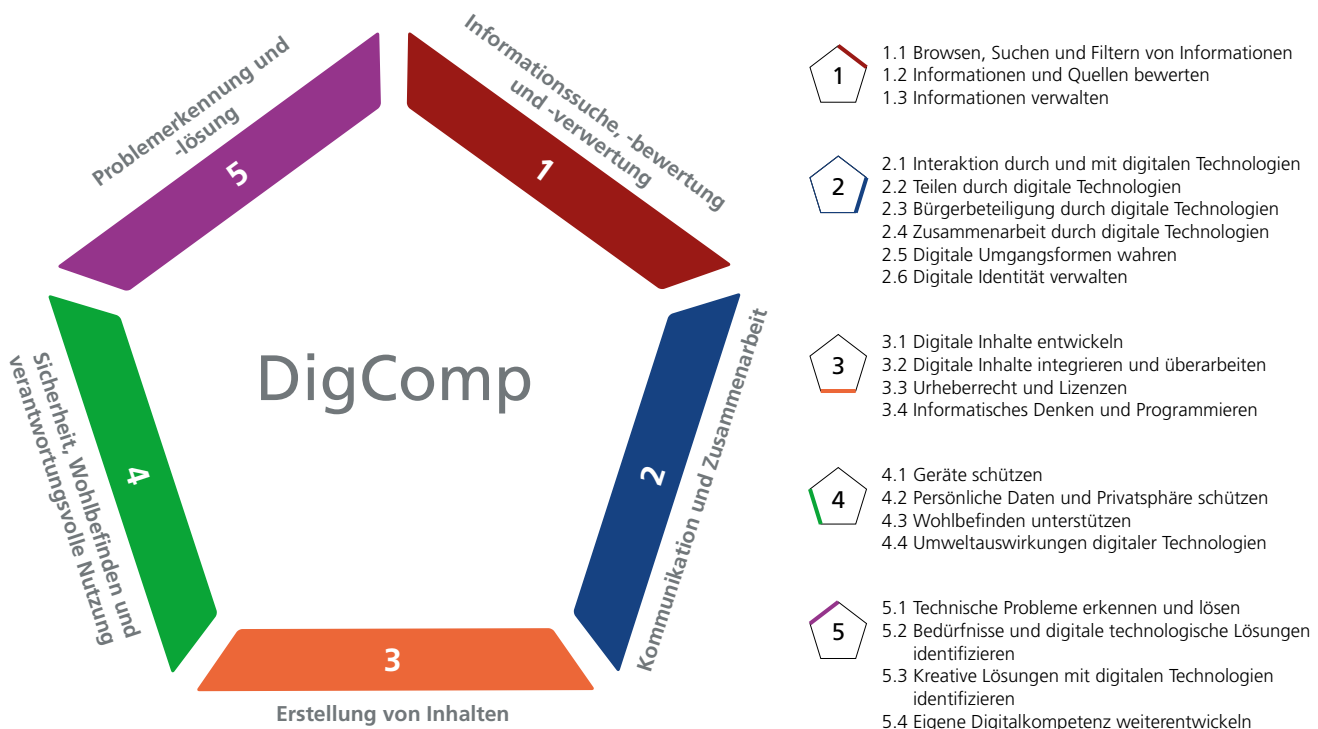 Informationssuche, -bewertung
und -verwertung
1
Kommunikation und Zusammenarbeit
2
3
Erstellung von Inhalten
Sicherheit, Wohlbefinden und
verantwortungsvolle Nutzung
4
Problemerkennung und
-lösung
5
DigComp
1
1.1 Browsen, Suchen und Filtern von Informationen
1.2 Informationen und Quellen bewerten
1.3 Informationen verwalten
2
2.1 Interaktion durch und mit digitalen Technologien
2.2 Teilen durch digitale Technologien
2.3 Bürgerbeteiligung durch digitale Technologien
2.4 Zusammenarbeit durch digitale Technologien
2.5 Digitale Umgangsformen wahren
2.6 Digitale Identität verwalten
3
3.1 Digitale Inhalte entwickeln
3.2 Digitale Inhalte integrieren und überarbeiten
3.3 Urheberrecht und Lizenzen
3.4 Informatisches Denken und Programmieren
4
4.1 Geräte schützen
4.2 Persönliche Daten und Privatsphäre schützen
4.3 Wohlbefinden unterstützen
4.4 Umweltauswirkungen digitaler Technologien
5
5.1 Technische Probleme erkennen und lösen
5.2 Bedürfnisse und digitale technologische Lösungen
identifizieren
5.3 Kreative Lösungen mit digitalen Technologien
identifizieren
5.4 Eigene Digitalkompetenz weiterentwickeln